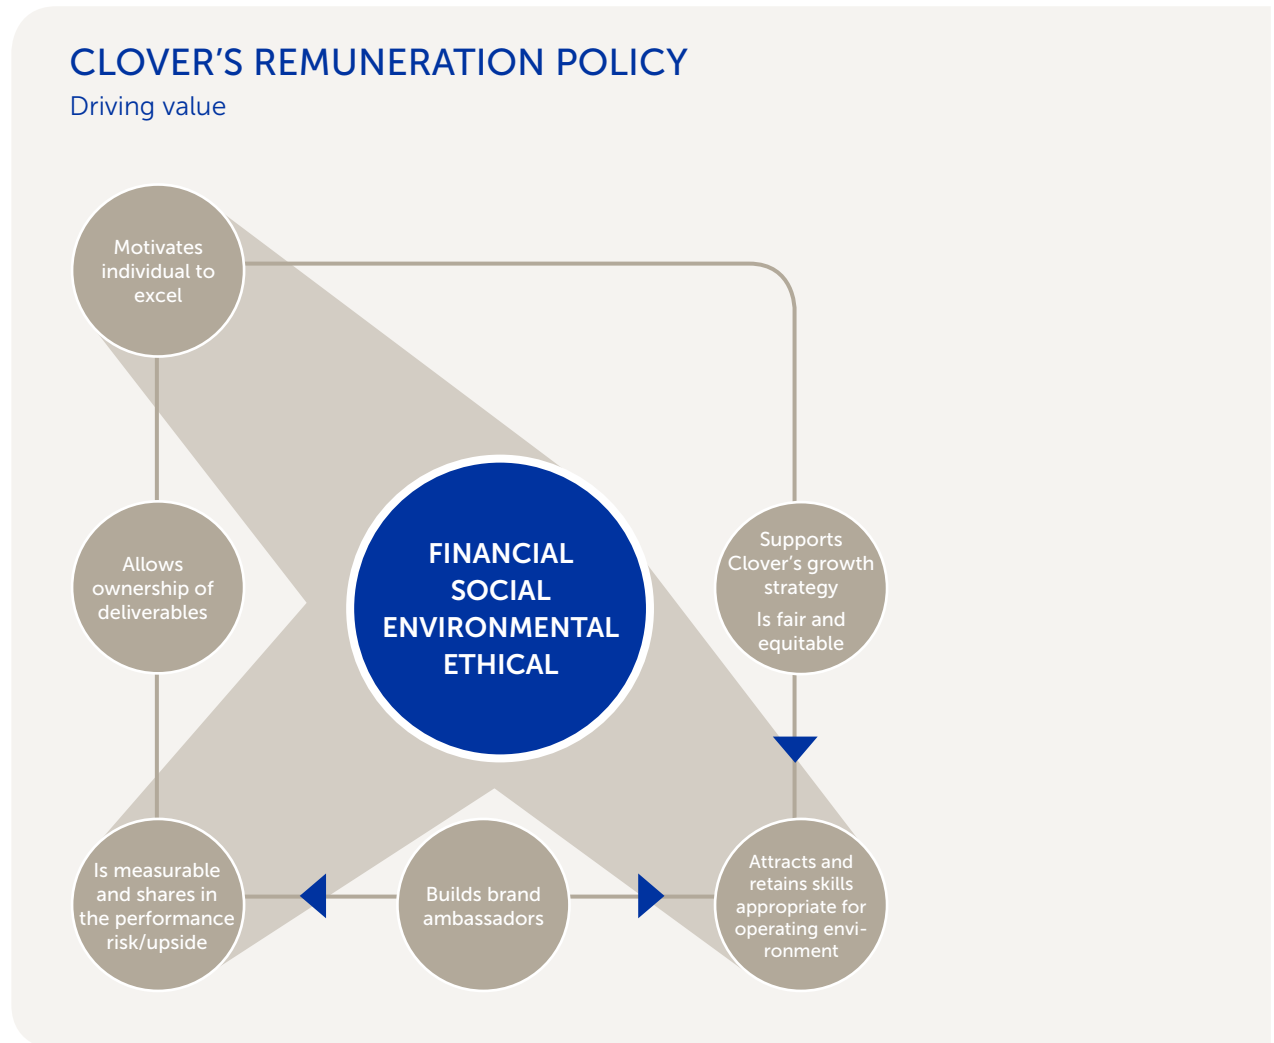 CLOVER’S REMUNERATION POLICY
Driving value
Motivates
individual to
excel
Allows
ownership of
deliverables
FINANCIAL
SOCIAL
ENVIRONMENTAL
ETHICAL
Supports
Clover’s growth
strategy
Is fair and
equitable
Is measurable
and shares in
the performance
risk/upside
Builds brand
ambassadors
Attracts and
retains skills
appropriate for
operating envi-
ronment